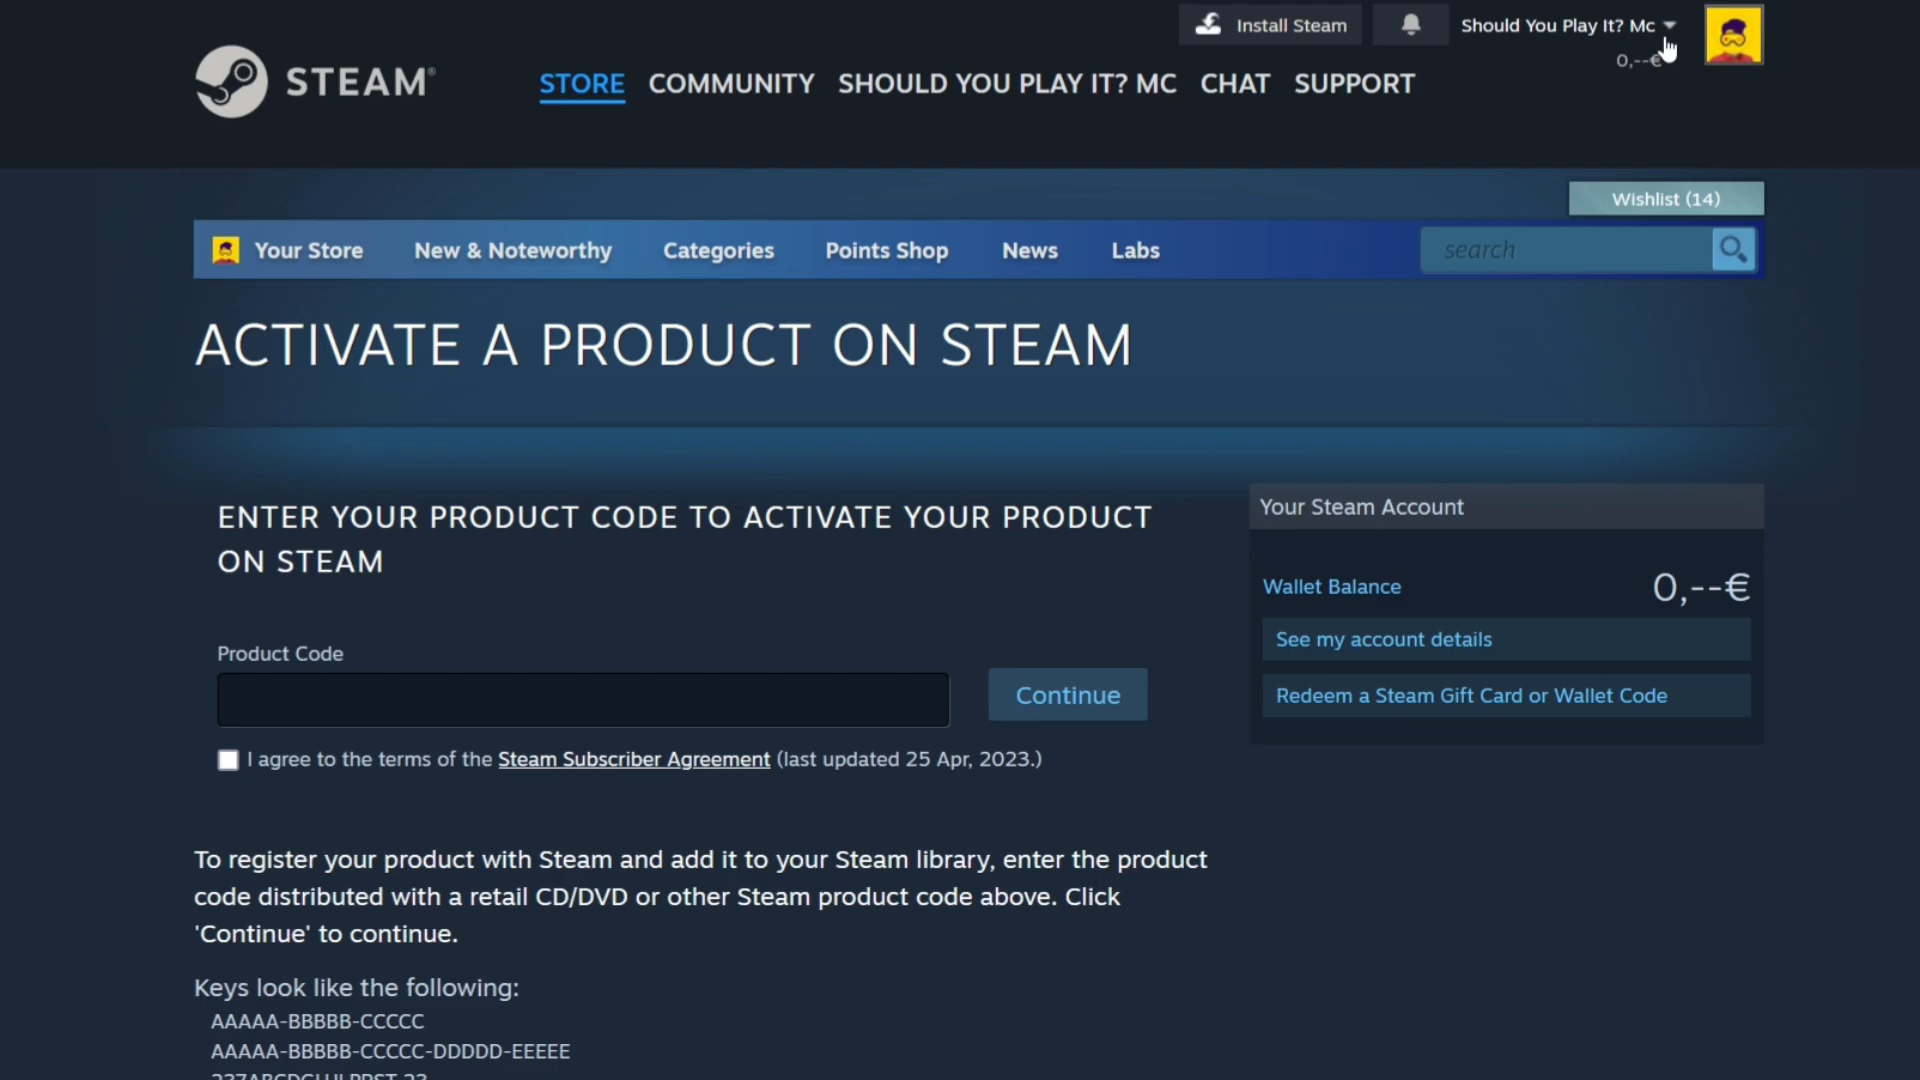 Install Steam
Should You Play It? Mc
0,--€
STEAM®
STORE COMMUNITY SHOULD YOU PLAY IT? MC CHAT SUPPORT
Wishlist (14)
Your Store New & Noteworthy Categories Points Shop News Labs search
ACTIVATE A PRODUCT ON STEAM
ENTER YOUR PRODUCT CODE TO ACTIVATE YOUR PRODUCT
ON STEAM
Product Code
Continue
I agree to the terms of the Steam Subscriber Agreement (last updated 25 Apr, 2023.)
Your Steam Account
Wallet Balance 0,--€
See my account details
Redeem a Steam Gift Card or Wallet Code
To register your product with Steam and add it to your Steam library, enter the product
code distributed with a retail CD/DVD or other Steam product code above. Click
'Continue' to continue.
Keys look like the following:
AAAAA-BBBBB-CCCCC
AAAAA-BBBBB-CCCCC-DDDDD-EEEEE